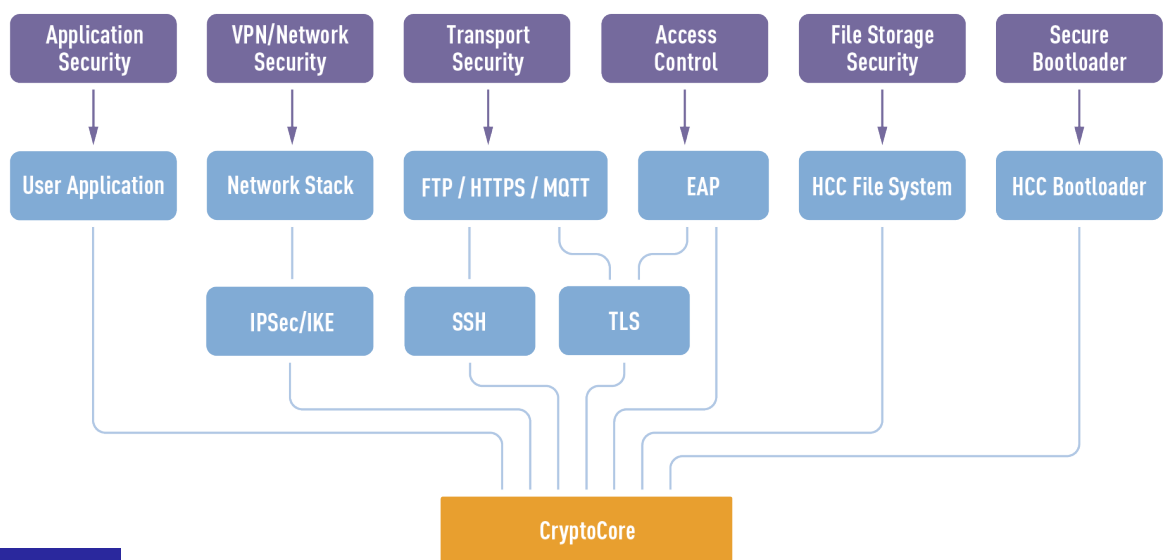 Application
Security
VPN/Network
Security
Transport
Security
Access
Control
File Storage
Security
Secure
Bootloader
User Application
Network Stack
FTP / HTTPS / MQTT
EAP
HCC File System
HCC Bootloader
IPSec/IKE
SSH
TLS
CryptoCore